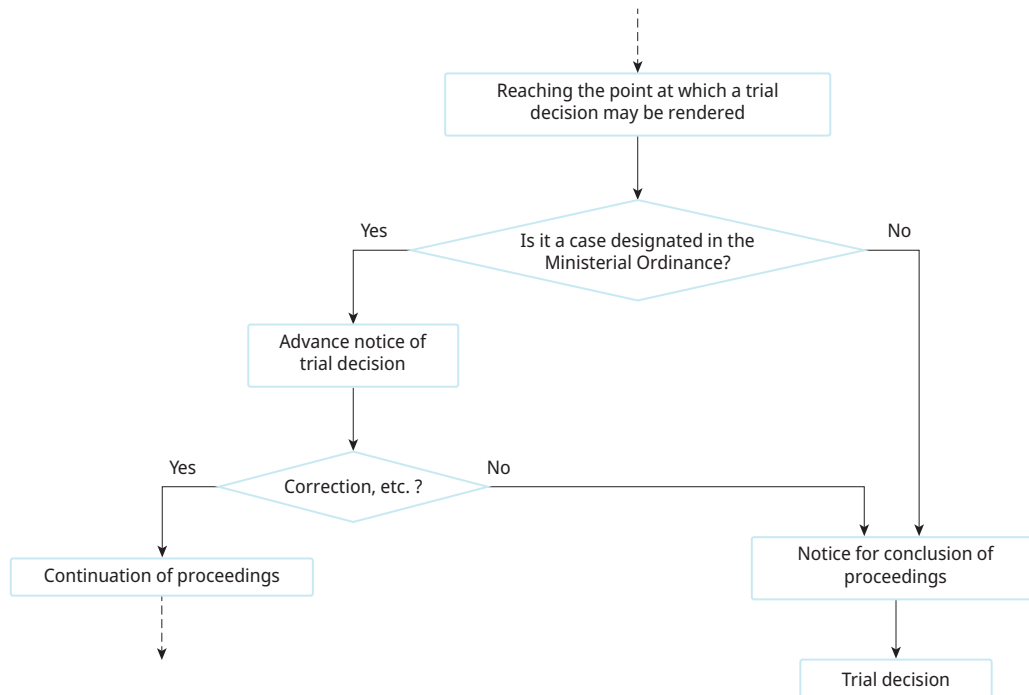 Reaching the point at which a trial
decision may be rendered
Yes
No
Is it a case designated in the
Ministerial Ordinance?
Advance notice of
trial decision
Yes
No
Correction, etc. ?
Continuation of proceedings
Notice for conclusion of
proceedings
Trial decision